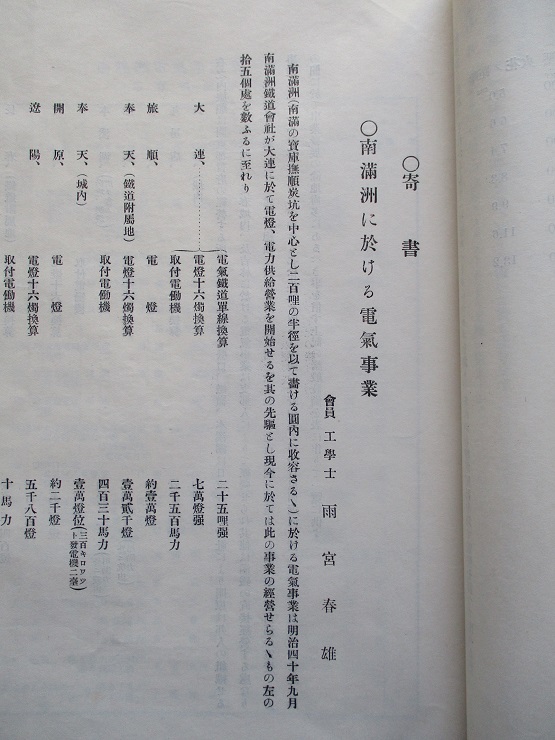 ○寄書
○南滿洲に於ける電氣事業
會員 工學士 雨宮春雄
南滿洲(南滿の寶庫撫順炭坑を中心とし二百哩の半徑を以て畵ける圓內に收容さるゝ)に於ける電氣事業は明治四十年九月
南滿洲鐵道會社が大連に於て電燈、電力供給營業を開始せるを其の先驅とし現今に於ては此の事業の經營せらるゝもの左の
拾五個處を數ふるに至れり
電氣鐵道單線換算 二十五哩强
大連、………… 電燈十六燭換算 七萬燈强
取付電働機 二千五百馬力
旅順、 電燈 約壹萬燈
奉天、(鐵道附屬地) 電燈十六燭換算 壹萬貳千燈
取付電働機 四百三十馬力
奉天、(城內) 壹萬燈位(三百キロワツト發電機二臺)
開原、 電燈 約二千燈
遼陽、 電燈十六燭換算 五千八百燈
取付電働機 十馬力